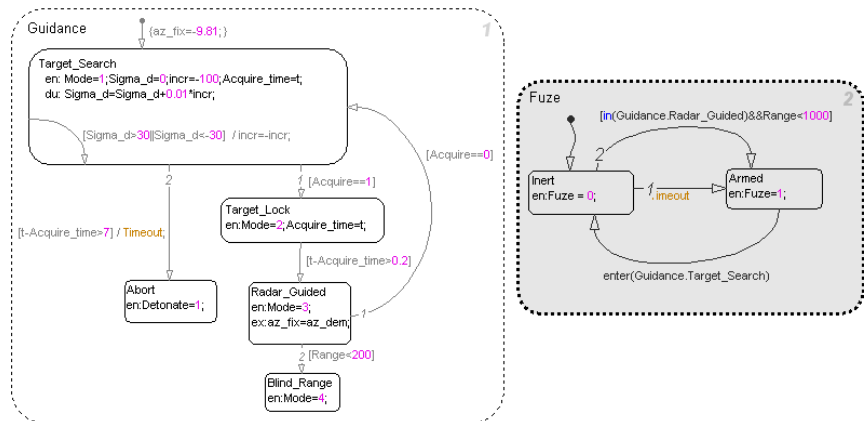 Guidance
1
{az_fix=-9.81;}
Target_Search
en: Mode=1;Sigma_d=0;incr=-100;Acquire_time=t;
du: Sigma_d=Sigma_d+0.01*incr;
[Sigma_d>30||Sigma_d<-30] / incr=-incr;
[Acquire==0]
2
1
[Acquire==1]
Target_Lock
en:Mode=2;Acquire_time=t;
[t-Acquire_time>7] / Timeout;
[t-Acquire_time>0.2]
Abort
en:Detonate=1;
Radar_Guided
en:Mode=3;
ex:az_fix=az_dem;
1
2
[Range<200]
Blind_Range
en:Mode=4;
Fuze
2
[in(Guidance.Radar_Guided)&&Range<1000]
2
Inert
en:Fuze = 0;
1
.imeout
Armed
en:Fuze=1;
enter(Guidance.Target_Search)